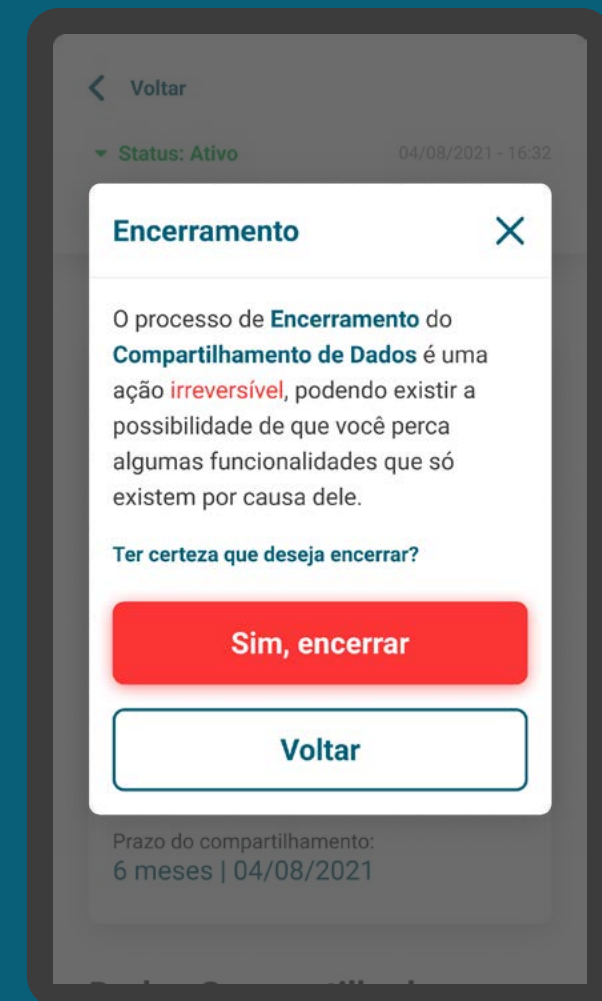 Voltar
Status: Ativo
04/08/2021 - 16:32
Encerramento
O processo de Encerramento do
Compartilhamento de Dados é uma
ação irreversível, podendo existir a
possibilidade de que você perca
algumas funcionalidades que só
existem por causa dele.
Ter certeza que deseja encerrar?
Sim, encerrar
Voltar
Prazo do compartilhamento:
6 meses | 04/08/2021